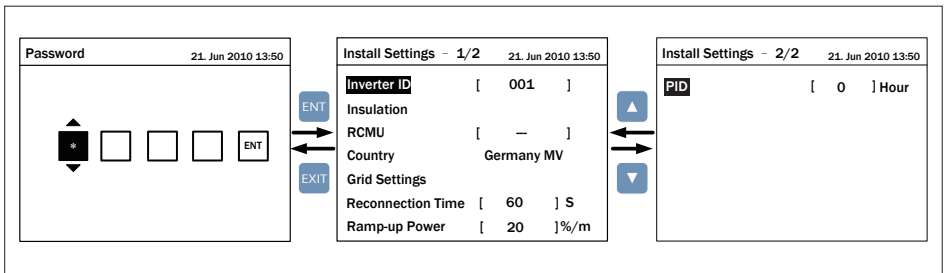 Password 21. Jun 2010 13:50
* ENT
ENT
EXIT
Install Settings – 1/2 21. Jun 2010 13:50
Inverter ID [ 001 ]
Insulation
RCMU [ --- ]
Country Germany MV
Grid Settings
Reconnection Time [ 60 ] S
Ramp-up Power [ 20 ]%/m
▲
▼
Install Settings – 2/2 21. Jun 2010 13:50
PID [ 0 ] Hour